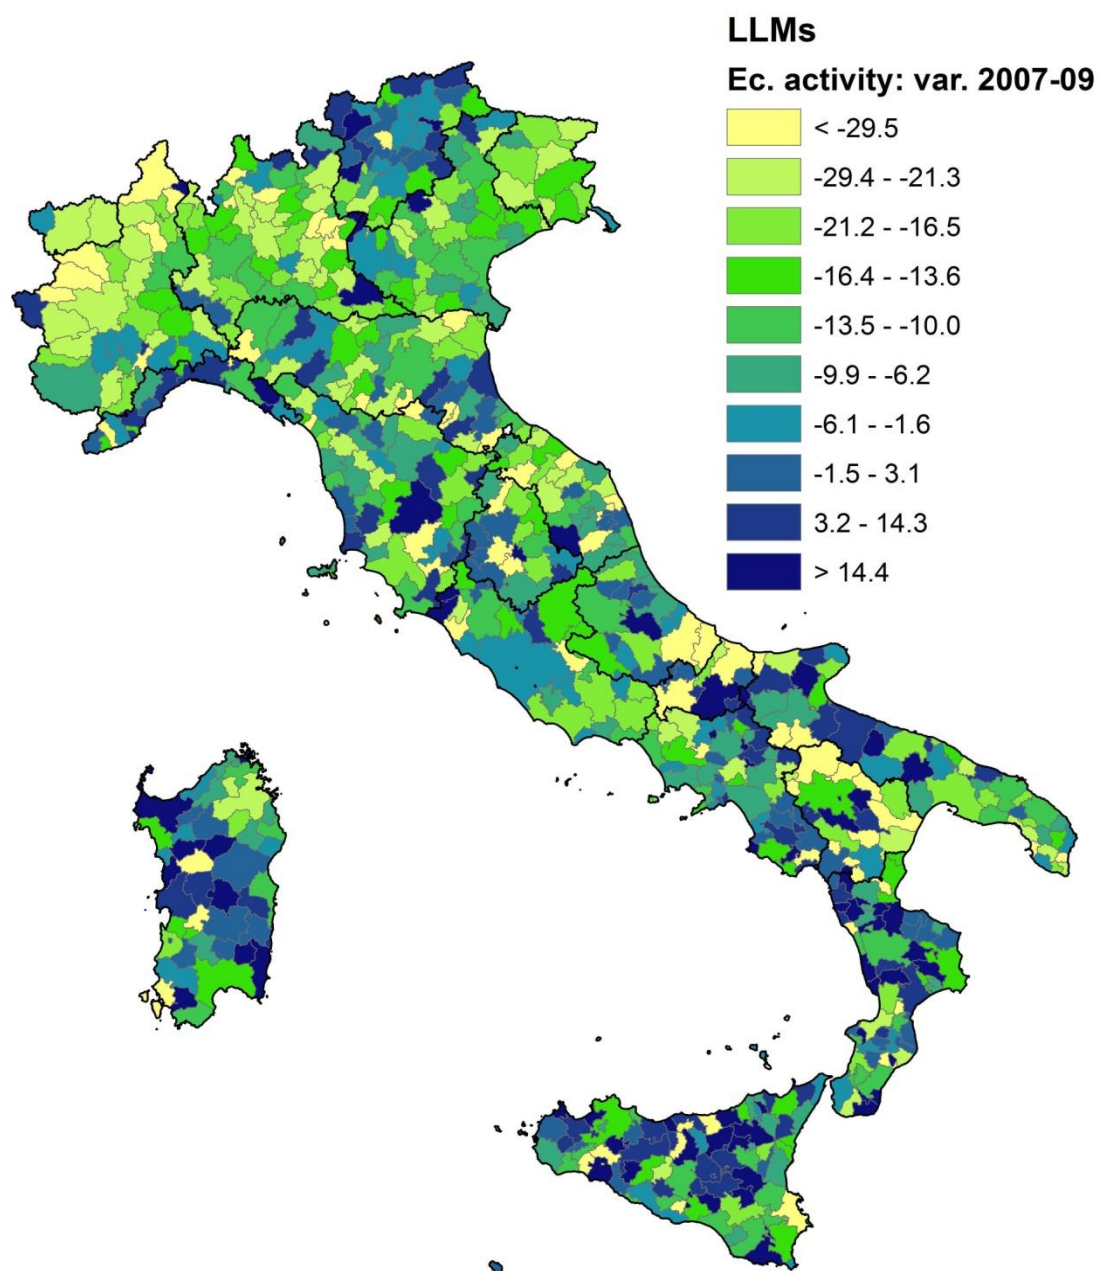 LLMs
Ec. activity: var. 2007-09
< -29.5
-29.4 - -21.3
-21.2 - -16.5
-16.4 - -13.6
-13.5 - -10.0
-9.9 - -6.2
-6.1 - -1.6
-1.5 - 3.1
3.2 - 14.3
> 14.4